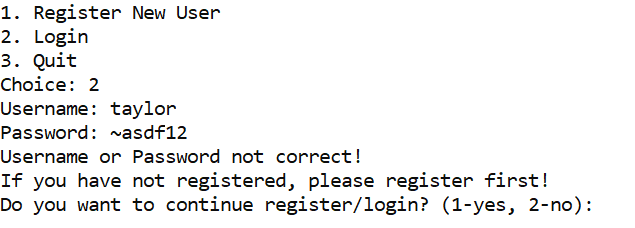 1. Register New User
2. Login
3. Quit
Choice: 2
Username: taylor
Password: ~asdf12
Username or Password not correct!
If you have not registered, please register first!
Do you want to continue register/login? (1-yes, 2-no):